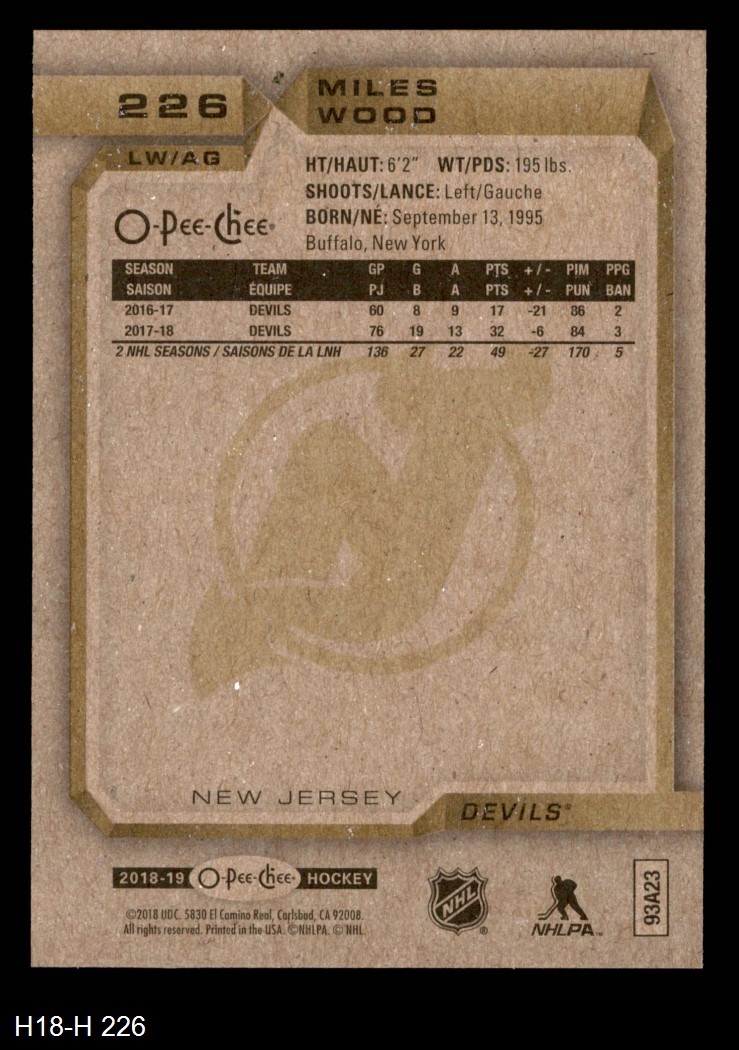 226
MILES
WOOD
LW/AG
HT/HAUT: 6'2" WT/PDS: 195 lbs.
SHOOTS/LANCE: Left/Gauche
BORN/NÉ: September 13, 1995
Buffalo, New York
O-Pee-Chee
SEASON TEAM GP G A PTS +/- PIM PPG
SAISON ÉQUIPE PJ B A PTS +/- PUN BAN
2016-17 DEVILS 60 8 9 17 -21 86 2
2017-18 DEVILS 76 19 13 32 -6 84 3
2 NHL SEASONS / SAISONS DE LA LNH 136 27 22 49 -27 170 5
NEW JERSEY
DEVILS®
2018-19 O-Pee-Chee HOCKEY
©2018 UDC. 5830 El Camino Real, Carlsbad, CA 92008.
All rights reserved. Printed in the USA. ©NHLPA. © NHL.
NHL ®
NHLPA™
93A23
H18-H 226